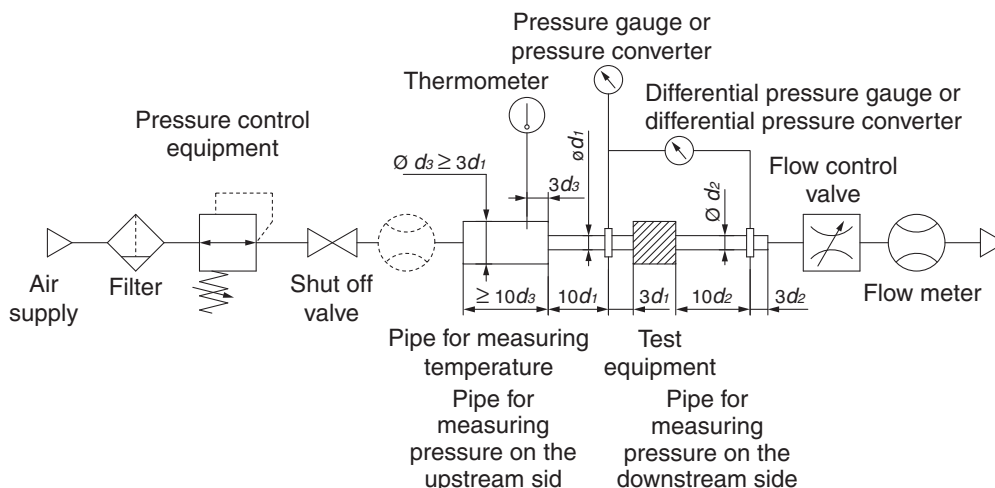 Pressure gauge or
pressure converter
Thermometer
Differential pressure gauge or
differential pressure converter
Pressure control
equipment
Flow control
valve
Ø d3 ≥ 3d1
3d3
ød1
Ø d2
Air
supply
Filter
Shut off
valve
≥ 10d3
10d1
3d1
10d2
3d2
Flow meter
Pipe for measuring
temperature
Test
equipment
Pipe for
measuring
pressure on the
upstream sid
Pipe for
measuring
pressure on the
downstream side